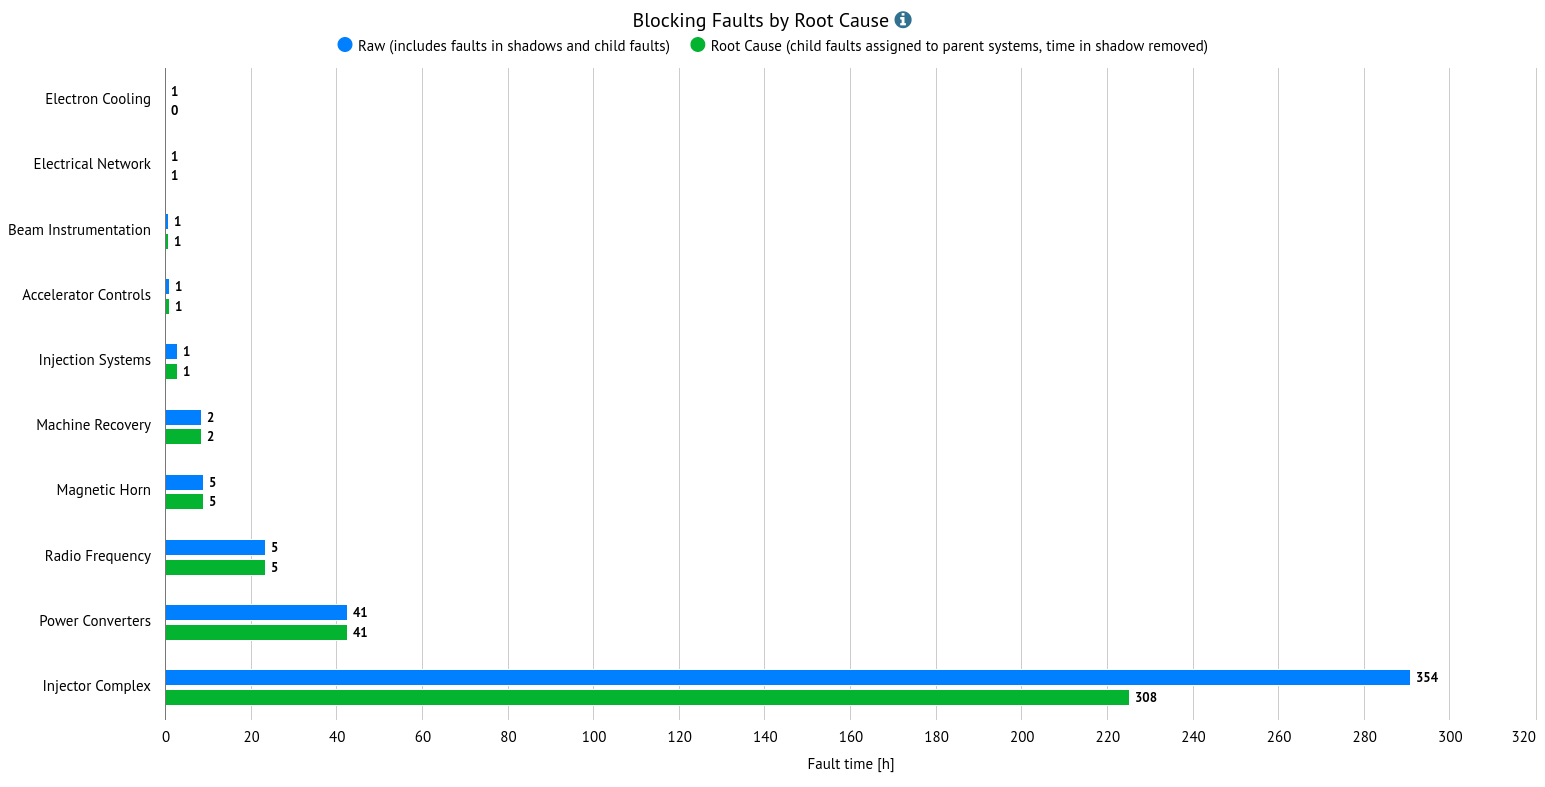 Blocking Faults by Root Cause
Raw (includes faults in shadows and child faults) Root Cause (child faults assigned to parent systems, time in shadow removed)
Electron Cooling 1
0
Electrical Network 1
1
Beam Instrumentation 1
1
Accelerator Controls 1
1
Injection Systems 1
1
Machine Recovery 2
2
Magnetic Horn 5
5
Radio Frequency 5
5
Power Converters 41
41
Injector Complex 354
308
0 20 40 60 80 100 120 140 160 180 200 220 240 260 280 300 320
Fault time [h]